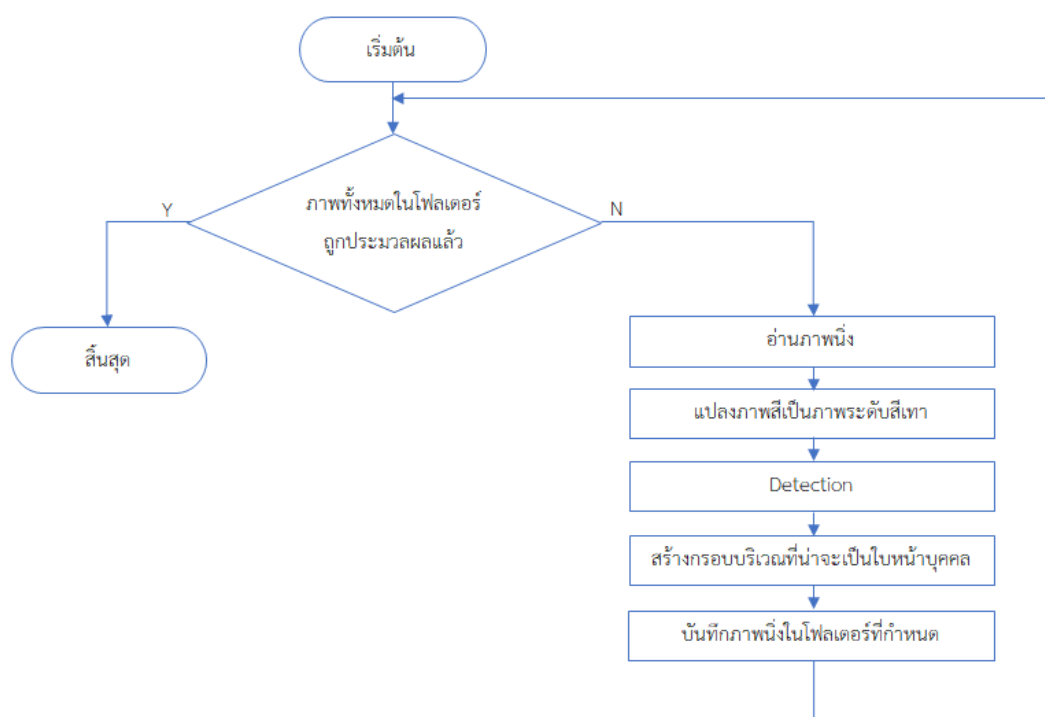 เริ่มต้น
ภาพทั้งหมดในโฟลเดอร์
ถูกประมวลผลแล้ว
Y
N
สิ้นสุด
อ่านภาพนิ่ง
แปลงภาพสีเป็นภาพระดับสีเทา
Detection
สร้างกรอบบริเวณที่น่าจะเป็นใบหน้าบุคคล
บันทึกภาพนิ่งในโฟลเดอร์ที่กำหนด